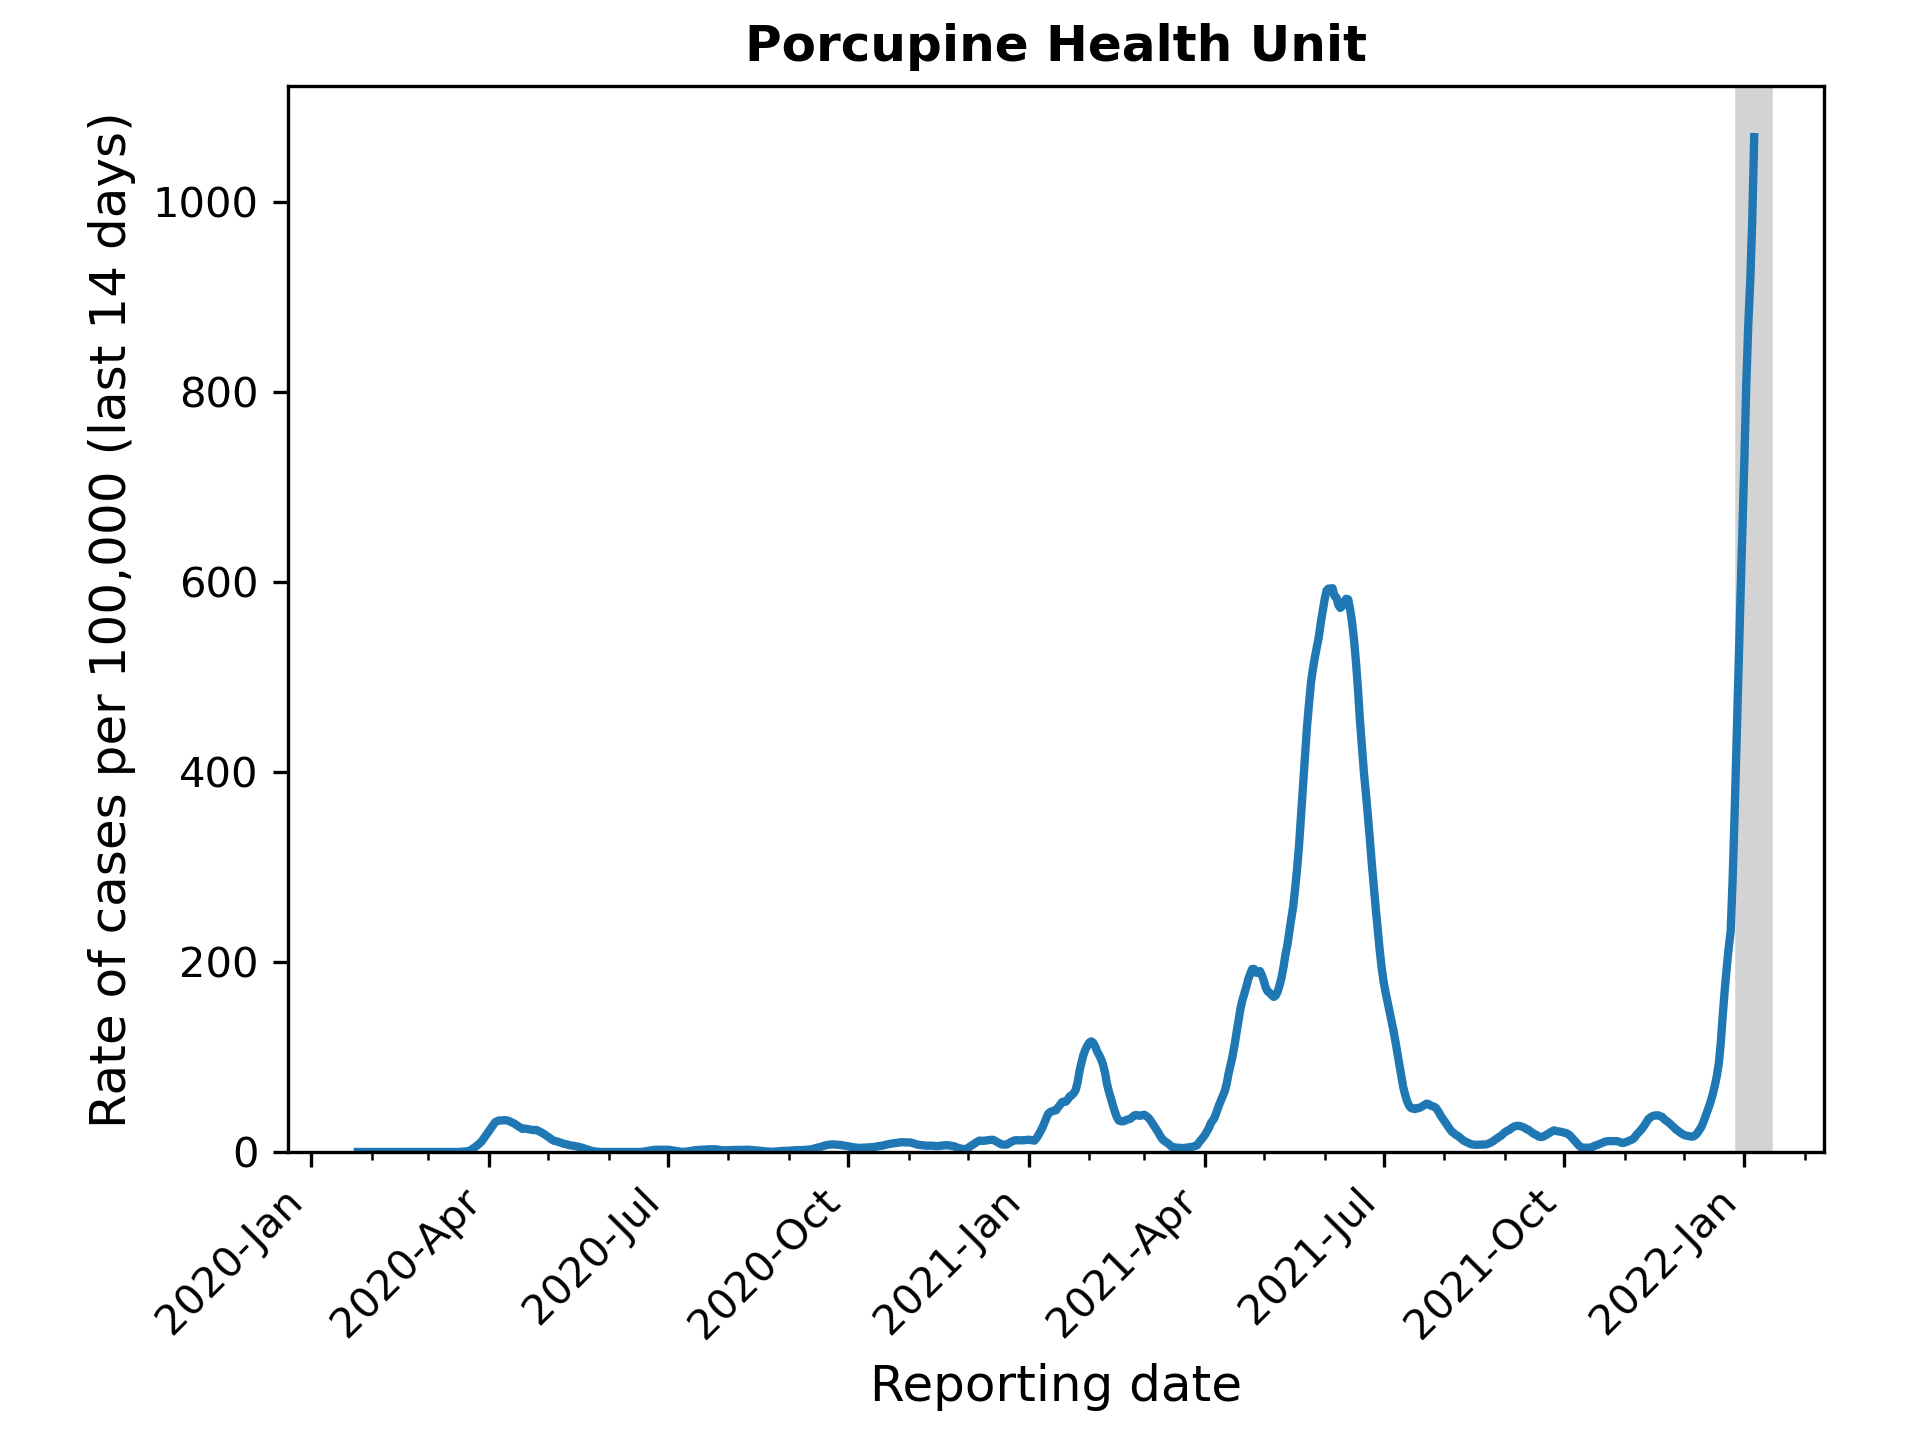 Porcupine Health Unit
Rate of cases per 100,000 (last 14 days)
1000
800
600
400
200
0
2020-Jan
2020-Apr
2020-Jul
2020-Oct
2021-Jan
2021-Apr
2021-Jul
2021-Oct
2022-Jan
Reporting date